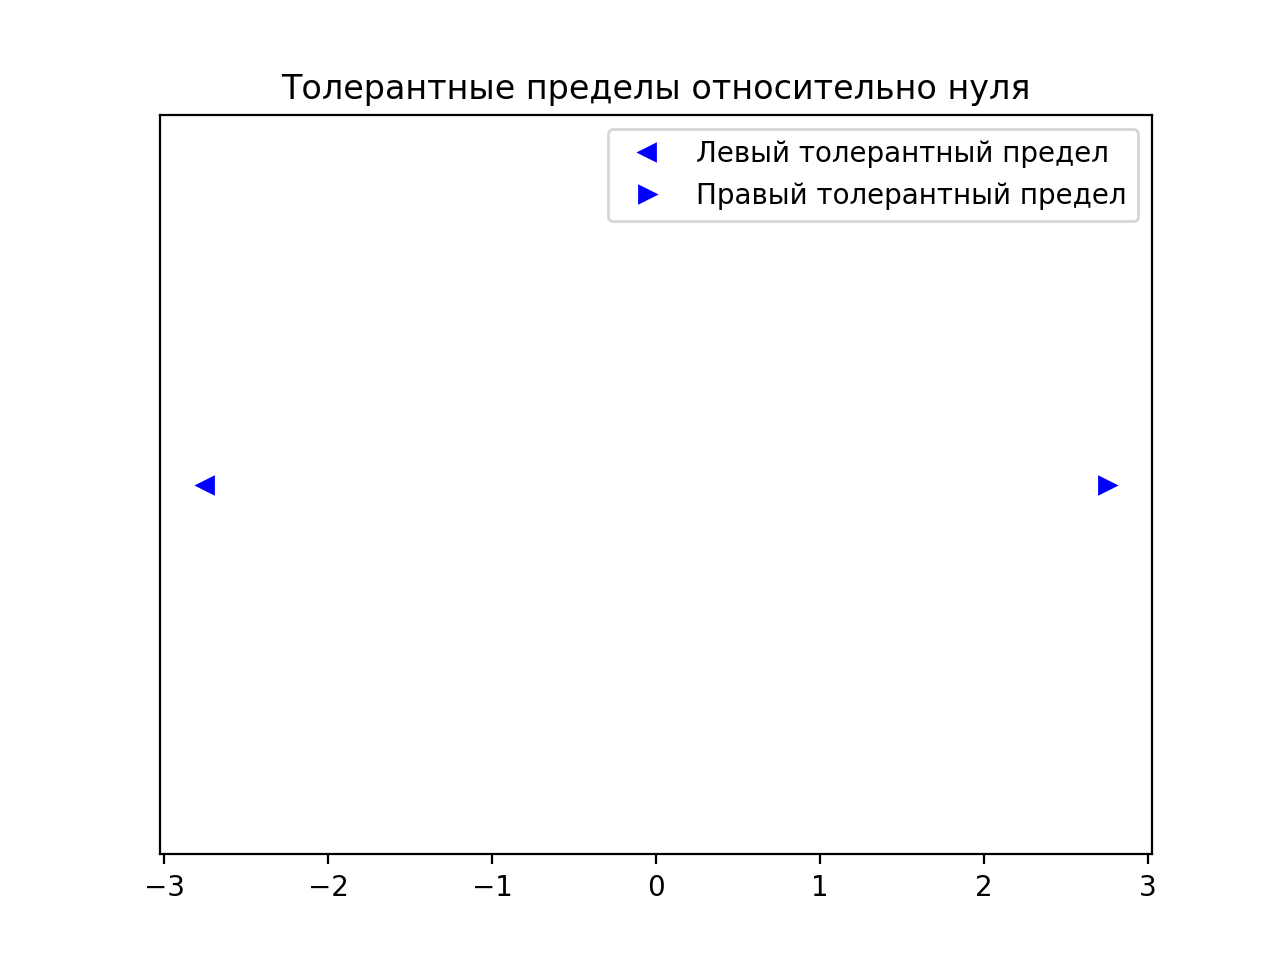 Толерантные пределы относительно нуля
Левый толерантный предел
Правый толерантный предел
−3 −2 −1 0 1 2 3